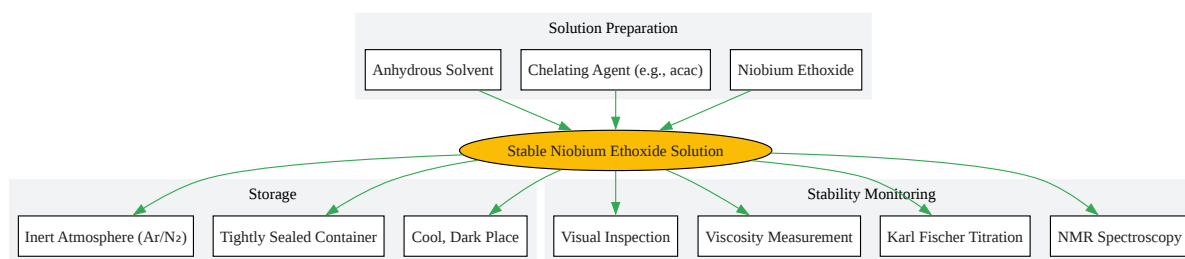 Solution Preparation
Anhydrous Solvent
Chelating Agent (e.g., acac)
Niobium Ethoxide
Stable Niobium Ethoxide Solution
Storage
Stability Monitoring
Inert Atmosphere (Ar/N₂)
Tightly Sealed Container
Cool, Dark Place
Visual Inspection
Viscosity Measurement
Karl Fischer Titration
NMR Spectroscopy